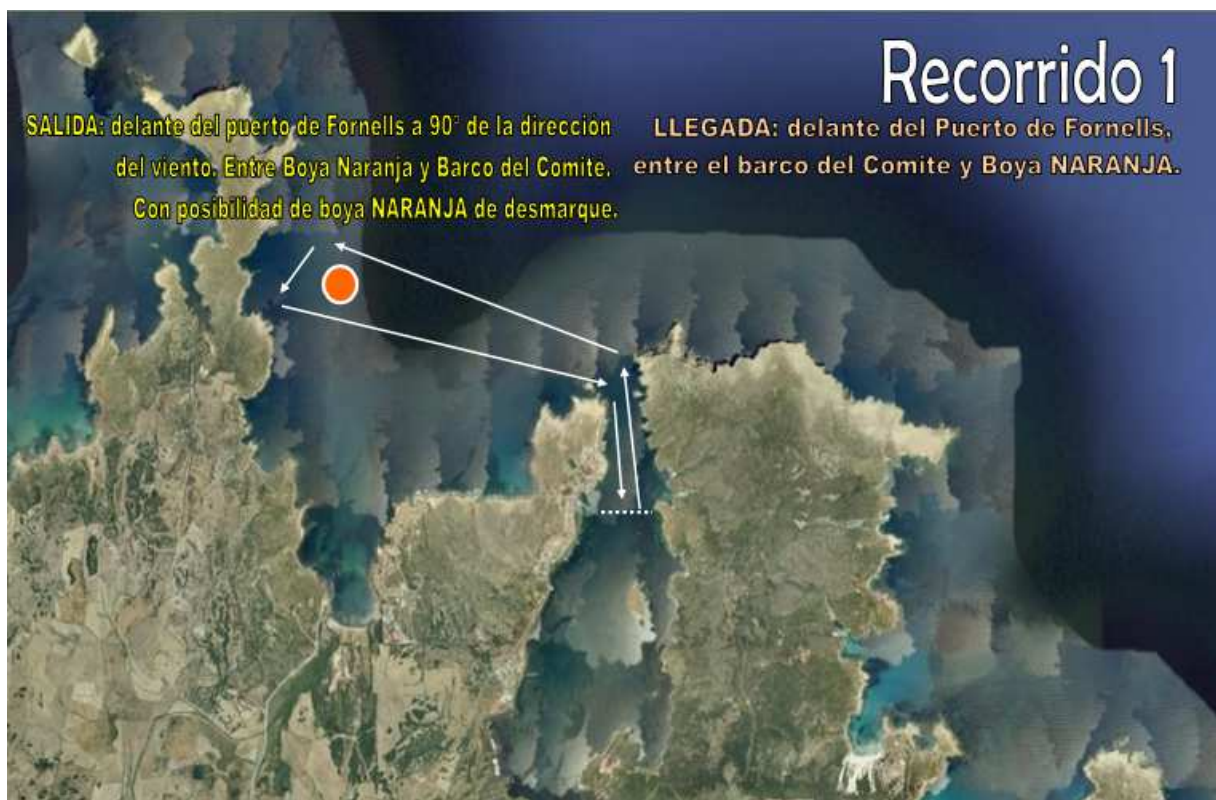 Recorrido 1
SALIDA: delante del puerto de Fornells a 90° de la dirección
del viento. Entre Boya Naranja y Barco del Comite.
Con posibilidad de boya NARANJA de desmarque.
LLEGADA: delante del Puerto de Fornells,
entre el barco del Comite y Boya NARANJA.